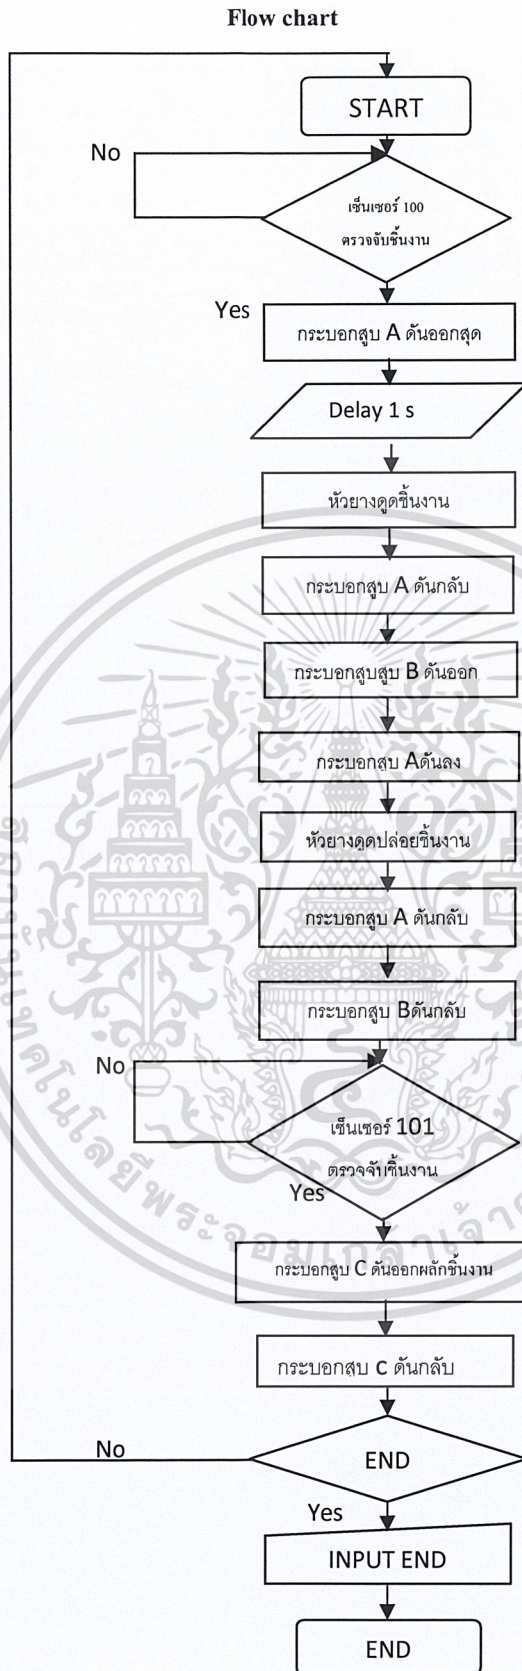 Flow chart
START
No
เซ็นเซอร์ 100
ตรวจจับชิ้นงาน
Yes
กระบอกสูบ A ดันออกสุด
Delay 1 s
หัวยางดูดชิ้นงาน
กระบอกสูบ A ดันกลับ
กระบอกสูบสูบ B ดันออก
กระบอกสูบ Aดันลง
หัวยางดูดปล่อยชิ้นงาน
กระบอกสูบ A ดันกลับ
กระบอกสูบ Bดันกลับ
No
เซ็นเซอร์ 101
ตรวจจับชิ้นงาน
Yes
กระบอกสูบ C ดันออกผลักชิ้นงาน
กระบอกสูบ c ดันกลับ
No
END
Yes
INPUT END
END